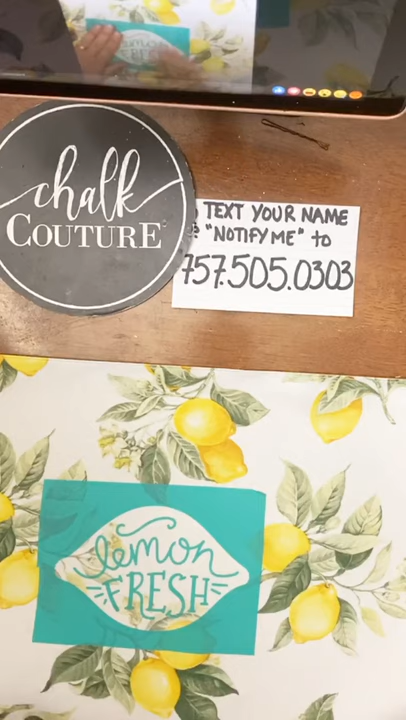 chalk
COUTURE
TEXT YOUR NAME
"NOTIFY ME" to
757.505.0303
lemon
FRESH